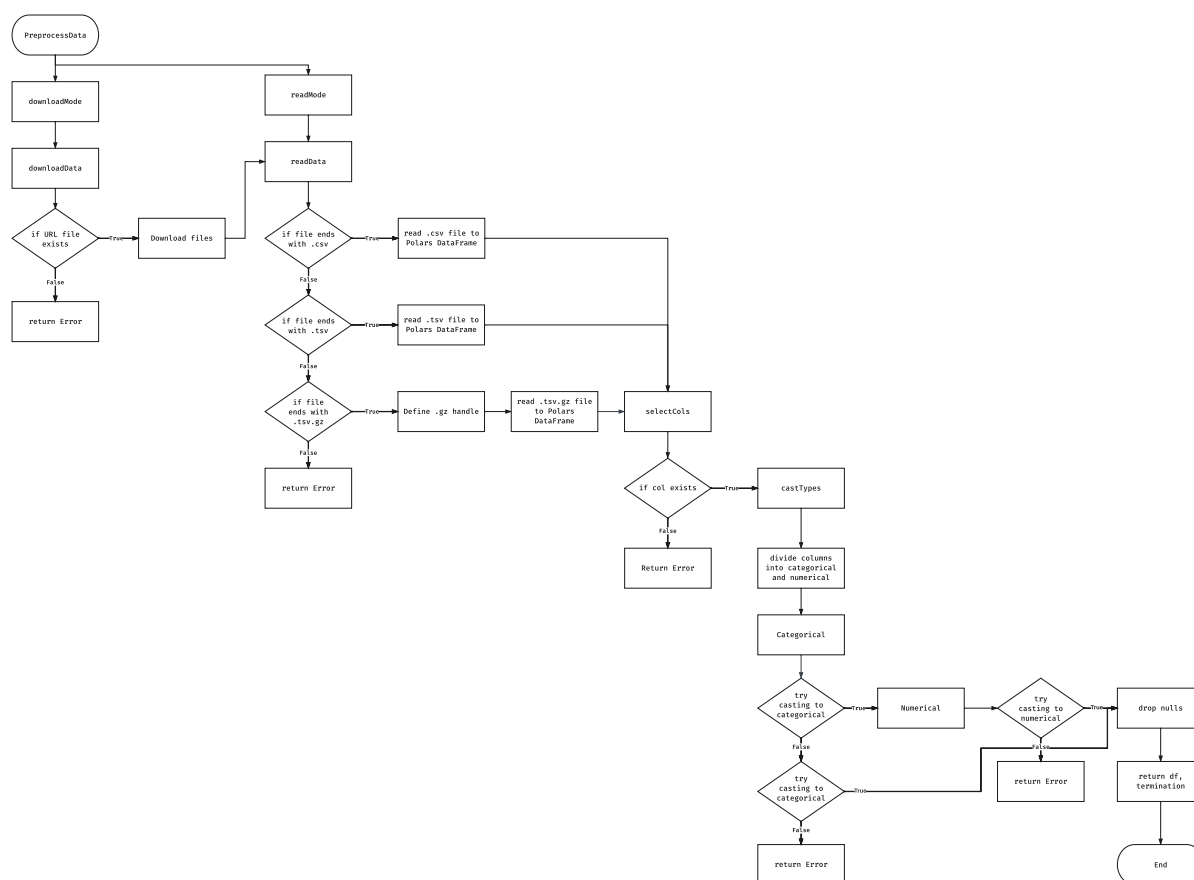 PreprocessData
downloadMode
readMode
downloadData
readData
if URL file
exists
True
Download files
if file ends
with .csv
True
read .csv file to
Polars DataFrame
False
return Error
False
if file ends
with .tsv
True
read .tsv file to
Polars DataFrame
False
if file
ends with
.tsv.gz
True
Define .gz handle
read .tsv.gz file
to Polars
DataFrame
selectCols
False
return Error
if col exists
True
castTypes
False
Return Error
divide columns
into categorical
and numerical
Categorical
try
casting to
categorical
True
Numerical
try
casting to
numerical
True
drop nulls
False
False
try
casting to
categorical
True
return Error
return df,
termination
False
return Error
End